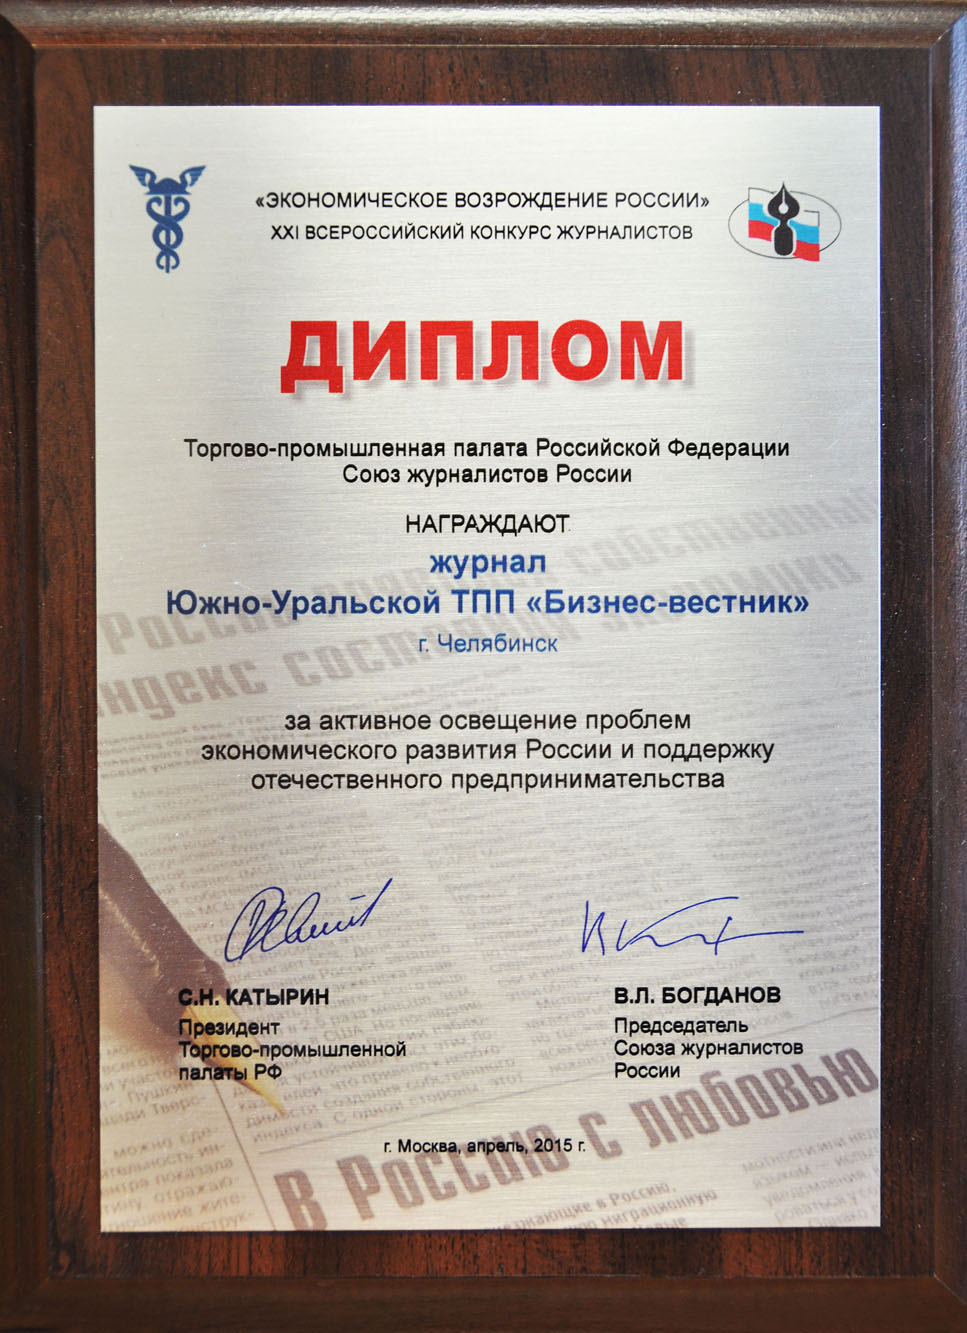 «ЭКОНОМИЧЕСКОЕ ВОЗРОЖДЕНИЕ РОССИИ»
XXI ВСЕРОССИЙСКИЙ КОНКУРС ЖУРНАЛИСТОВ
ДИПЛОМ
Торгово-промышленная палата Российской Федерации
Союз журналистов России
НАГРАЖДАЮТ
журнал
Южно-Уральской ТПП «Бизнес-вестник»
г. Челябинск
за активное освещение проблем
экономического развития России и поддержку
отечественного предпринимательства
С.Н. КАТЫРИН
Президент
Торгово-промышленной
палаты РФ
В.Л. БОГДАНОВ
Председатель
Союза журналистов
России
г. Москва, апрель, 2015 г.
В Россию с любовью